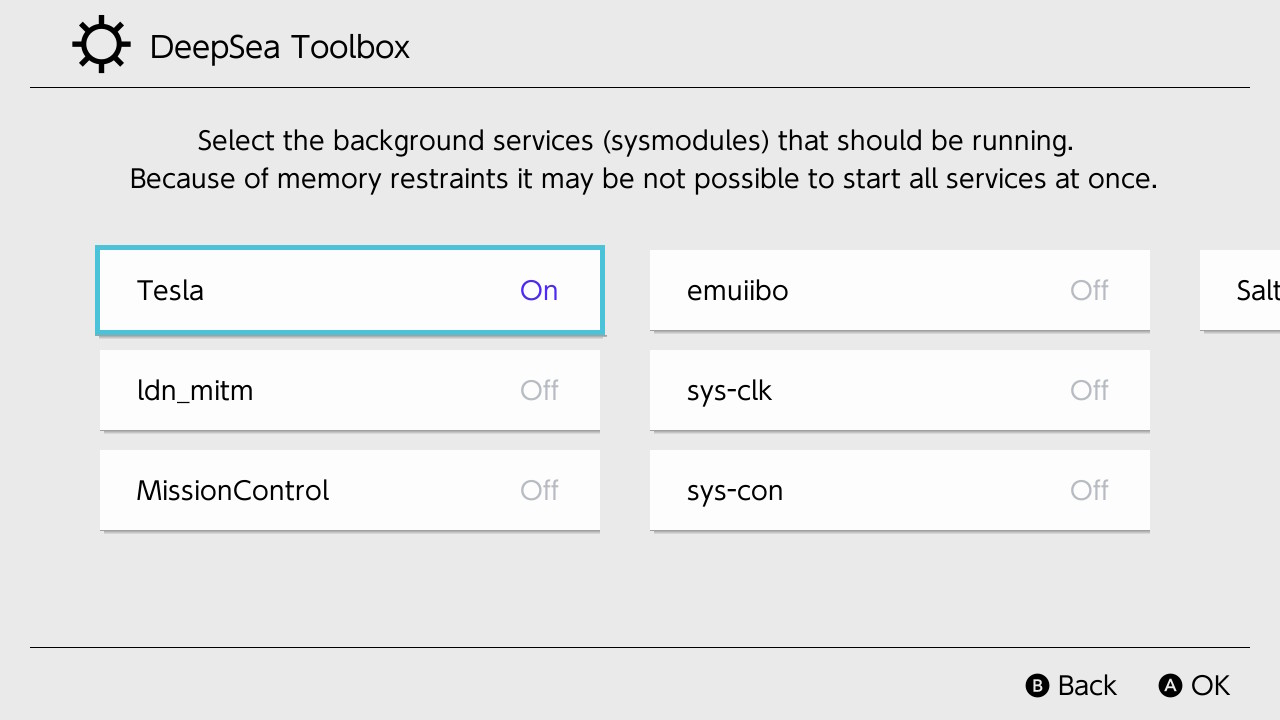 DeepSea Toolbox
Select the background services (sysmodules) that should be running.
Because of memory restraints it may be not possible to start all services at once.
Tesla On
emuiibo Off
Salt
ldn_mitm Off
sys-clk Off
MissionControl Off
sys-con Off
B Back A OK